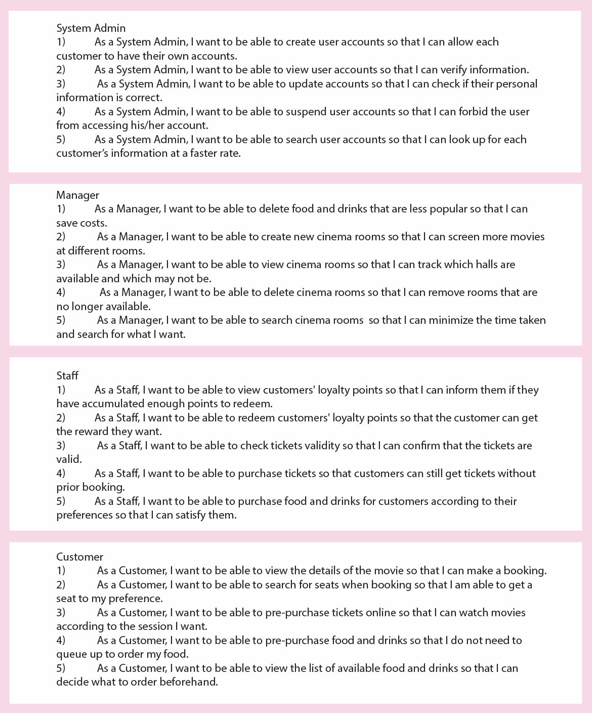 System Admin
1) As a System Admin, I want to be able to create user accounts so that I can allow each
customer to have their own accounts.
2) As a System Admin, I want to be able to view user accounts so that I can verify information.
3) As a System Admin, I want to be able to update accounts so that I can check if their personal
information is correct.
4) As a System Admin, I want to be able to suspend user accounts so that I can forbid the user
from accessing his/her account.
5) As a System Admin, I want to be able to search user accounts so that I can look up for each
customer's information at a faster rate.
Manager
1) As a Manager, I want to be able to delete food and drinks that are less popular so that I can
save costs.
2) As a Manager, I want to be able to create new cinema rooms so that I can screen more movies
at different rooms.
3) As a Manager, I want to be able to view cinema rooms so that I can track which halls are
available and which may not be.
4) As a Manager, I want to be able to delete cinema rooms so that I can remove rooms that are
no longer available.
5) As a Manager, I want to be able to search cinema rooms so that I can minimize the time taken
and search for what I want.
Staff
1) As a Staff, I want to be able to view customers' loyalty points so that I can inform them if they
have accumulated enough points to redeem.
2) As a Staff, I want to be able to redeem customers' loyalty points so that the customer can get
the reward they want.
3) As a Staff, I want to be able to check tickets validity so that I can confirm that the tickets are
valid.
4) As a Staff, I want to be able to purchase tickets so that customers can still get tickets without
prior booking.
5) As a Staff, I want to be able to purchase food and drinks for customers according to their
preferences so that I can satisfy them.
Customer
1) As a Customer, I want to be able to view the details of the movie so that I can make a booking.
2) As a Customer, I want to be able to search for seats when booking so that I am able to get a
seat to my preference.
3) As a Customer, I want to be able to pre-purchase tickets online so that I can watch movies
according to the session I want.
4) As a Customer, I want to be able to pre-purchase food and drinks so that I do not need to
queue up to order my food.
5) As a Customer, I want to be able to view the list of available food and drinks so that I can
decide what to order beforehand.